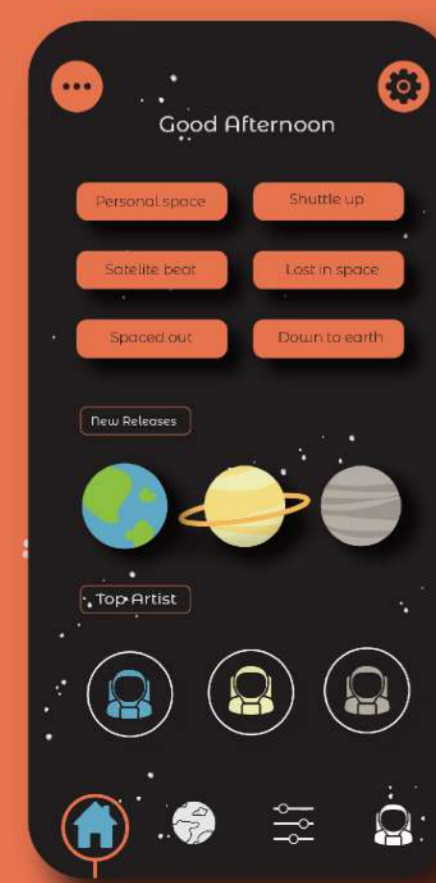 Good Afternoon
Personal space
Shuttle up
Satelite beat
Lost in space
Spaced out
Down to earth
New Releases
Top Artist